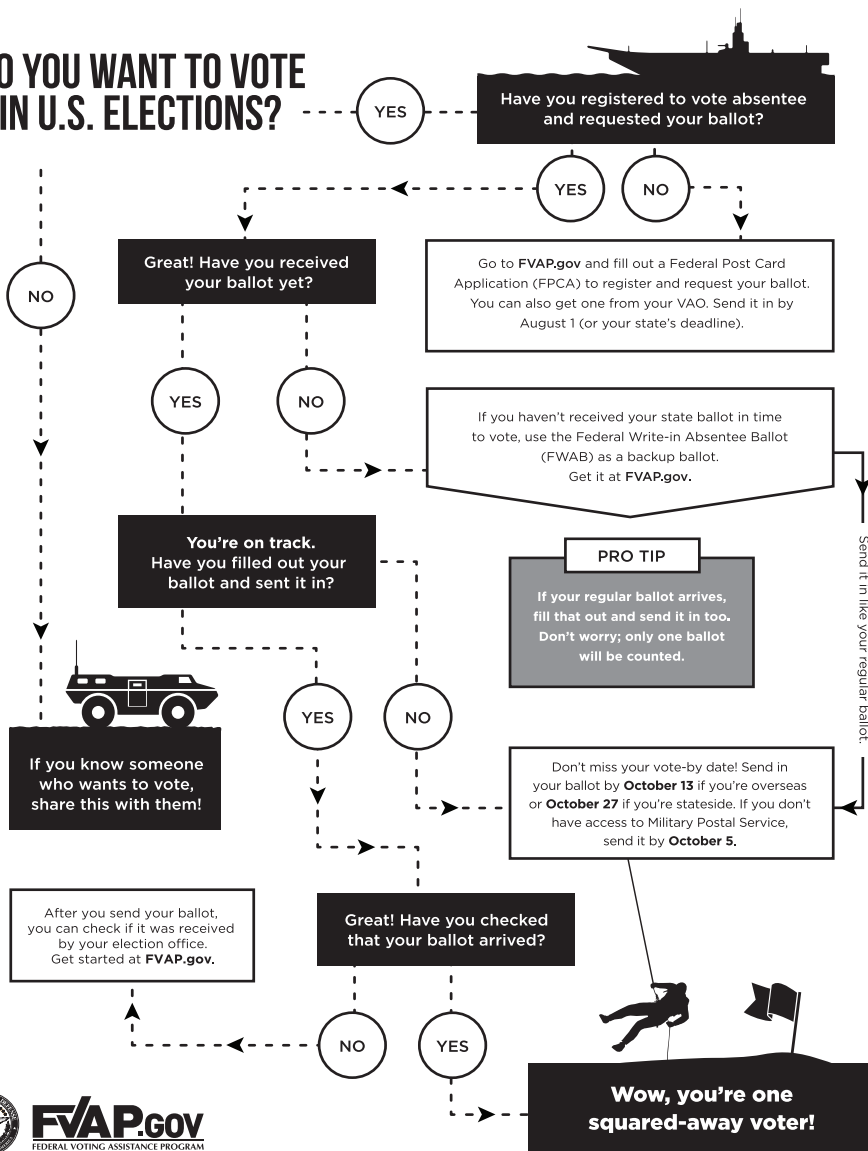 O YOU WANT TO VOTE
IN U.S. ELECTIONS?
YES
Have you registered to vote absentee
and requested your ballot?
YES
NO
Great! Have you received
your ballot yet?
Go to FVAP.gov and fill out a Federal Post Card
Application (FPCA) to register and request your ballot.
You can also get one from your VAO. Send it in by
August 1 (or your state’s deadline).
NO
YES
NO
If you haven’t received your state ballot in time
to vote, use the Federal Write-in Absentee Ballot
(FWAB) as a backup ballot.
Get it at FVAP.gov.
Send it in like your regular ballot.
You’re on track.
Have you filled out your
ballot and sent it in?
PRO TIP
If your regular ballot arrives,
fill that out and send it in too.
Don’t worry; only one ballot
will be counted.
YES
NO
If you know someone
who wants to vote,
share this with them!
Don’t miss your vote-by date! Send in
your ballot by October 13 if you’re overseas
or October 27 if you’re stateside. If you don’t
have access to Military Postal Service,
send it by October 5.
After you send your ballot,
you can check if it was received
by your election office.
Get started at FVAP.gov.
Great! Have you checked
that your ballot arrived?
NO
YES
Wow, you’re one
squared-away voter!
FVAP.GOV
FEDERAL VOTING ASSISTANCE PROGRAM